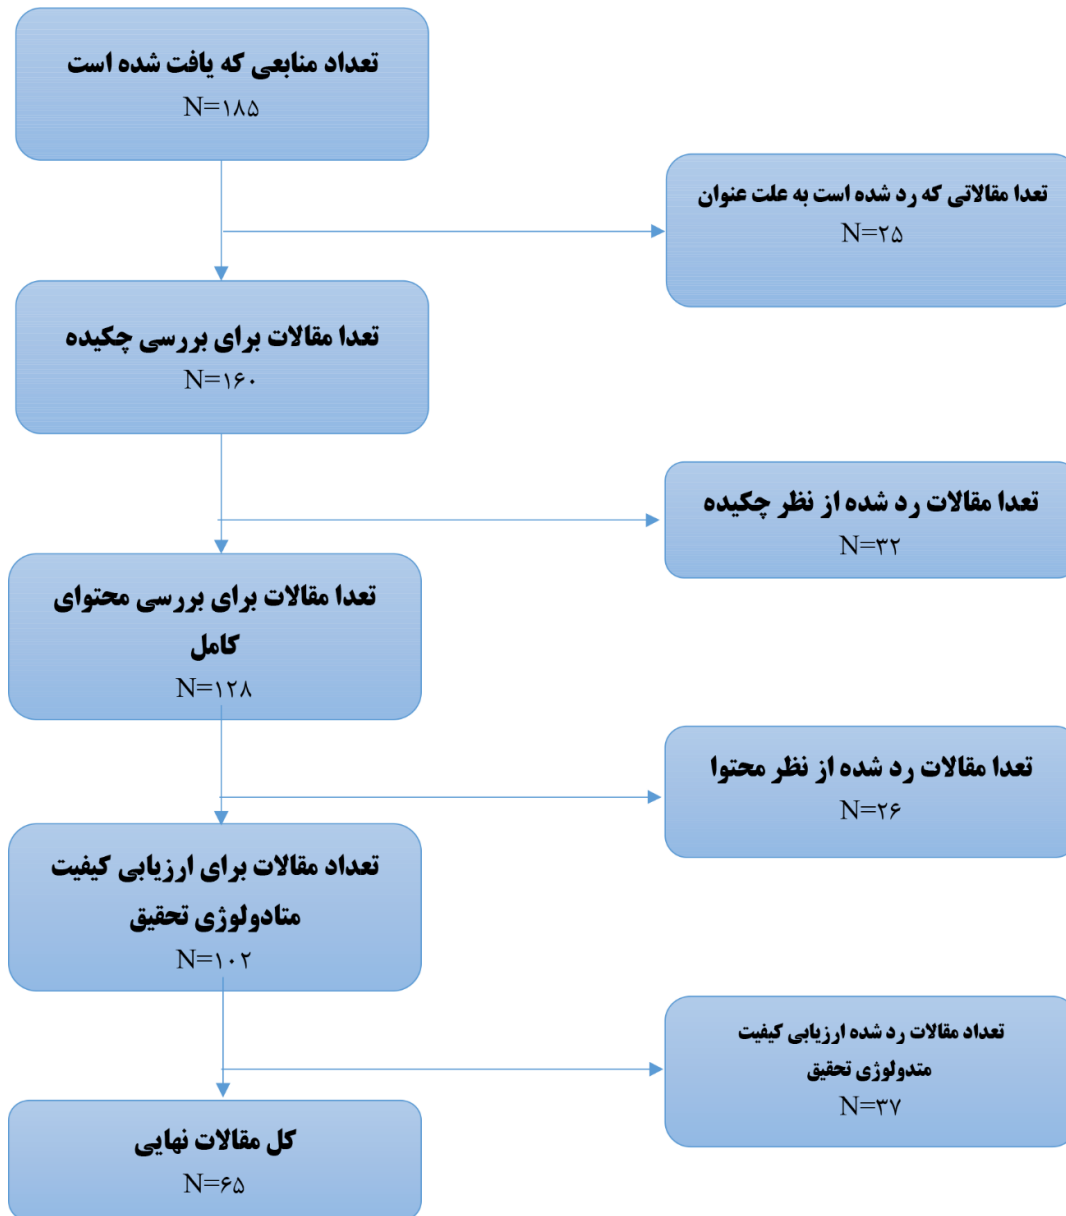 تعداد منابعی که یافت شده است
N=۱۸۵
تعدا مقالاتی که رد شده است به علت عنوان
N=۲۵
تعدا مقالات برای بررسی چکیده
N=۱۶۰
تعدا مقالات رد شده از نظر چکیده
N=۳۲
تعدا مقالات برای بررسی محتوای
کامل
N=۱۲۸
تعدا مقالات رد شده از نظر محتوا
N=۲۶
تعداد مقالات برای ارزیابی کیفیت
متادولوژی تحقیق
N=۱۰۲
تعداد مقالات رد شده ارزیابی کیفیت
متدولوژی تحقیق
N=۳۷
کل مقالات نهایی
N=۶۵